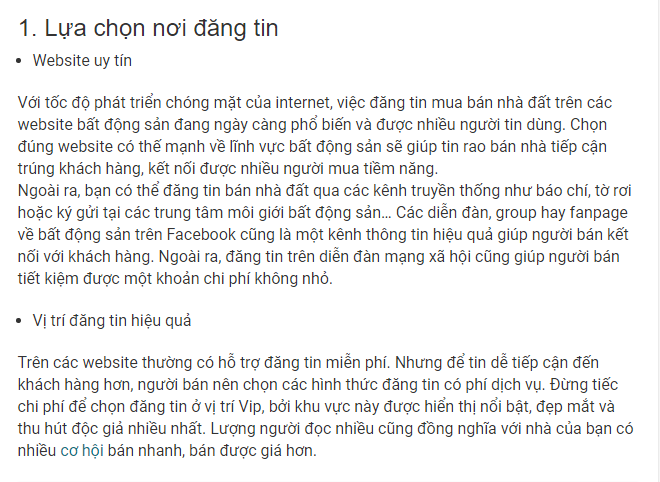 1. Lựa chọn nơi đăng tin
Website uy tín
Với tốc độ phát triển chóng mặt của internet, việc đăng tin mua bán nhà đất trên các
website bất động sản đang ngày càng phổ biến và được nhiều người tin dùng. Chọn
đúng website có thế mạnh về lĩnh vực bất động sản sẽ giúp tin rao bán nhà tiếp cận
trúng khách hàng, kết nối được nhiều người mua tiềm năng.
Ngoài ra, bạn có thể đăng tin bán nhà đất qua các kênh truyền thống như báo chí, tờ rơi
hoặc ký gửi tại các trung tâm môi giới bất động sản... Các diễn đàn, group hay fanpage
về bất động sản trên Facebook cũng là một kênh thông tin hiệu quả giúp người bán kết
nối với khách hàng. Ngoài ra, đăng tin trên diễn đàn mạng xã hội cũng giúp người bán
tiết kiệm được một khoản chi phí không nhỏ.
Vị trí đăng tin hiệu quả
Trên các website thường có hỗ trợ đăng tin miễn phí. Nhưng để tin dễ tiếp cận đến
khách hàng hơn, người bán nên chọn các hình thức đăng tin có phí dịch vụ. Đừng tiếc
chi phí để chọn đăng tin ở vị trí Vip, bởi khu vực này được hiển thị nổi bật, đẹp mắt và
thu hút độc giả nhiều nhất. Lượng người đọc nhiều cũng đồng nghĩa với nhà của bạn có
nhiều cơ hội bán nhanh, bán được giá hơn.